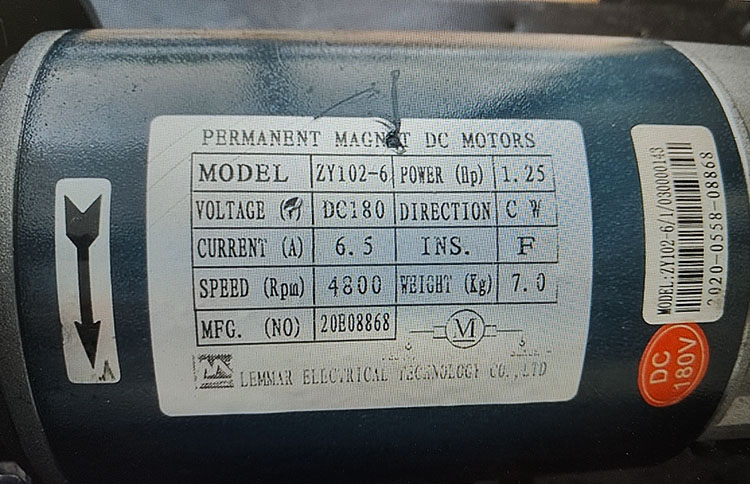 PERMANENT MAGNET DC MOTORS
MODEL ZY102-6 POWER (Hp) 1.25
VOLTAGE DC180 DIRECTION C W
CURRENT (A) 6.5 INS. F
SPEED (Rpm) 4800 WEIGHT (Kg) 7.0
MFG. (NO) 20E08868
M
LEMMAR ELECTRICAL TECHNOLOGY CO.,LTD
MODEL:ZY102-6/1/030000143
2020-0558-08868
DC
180V